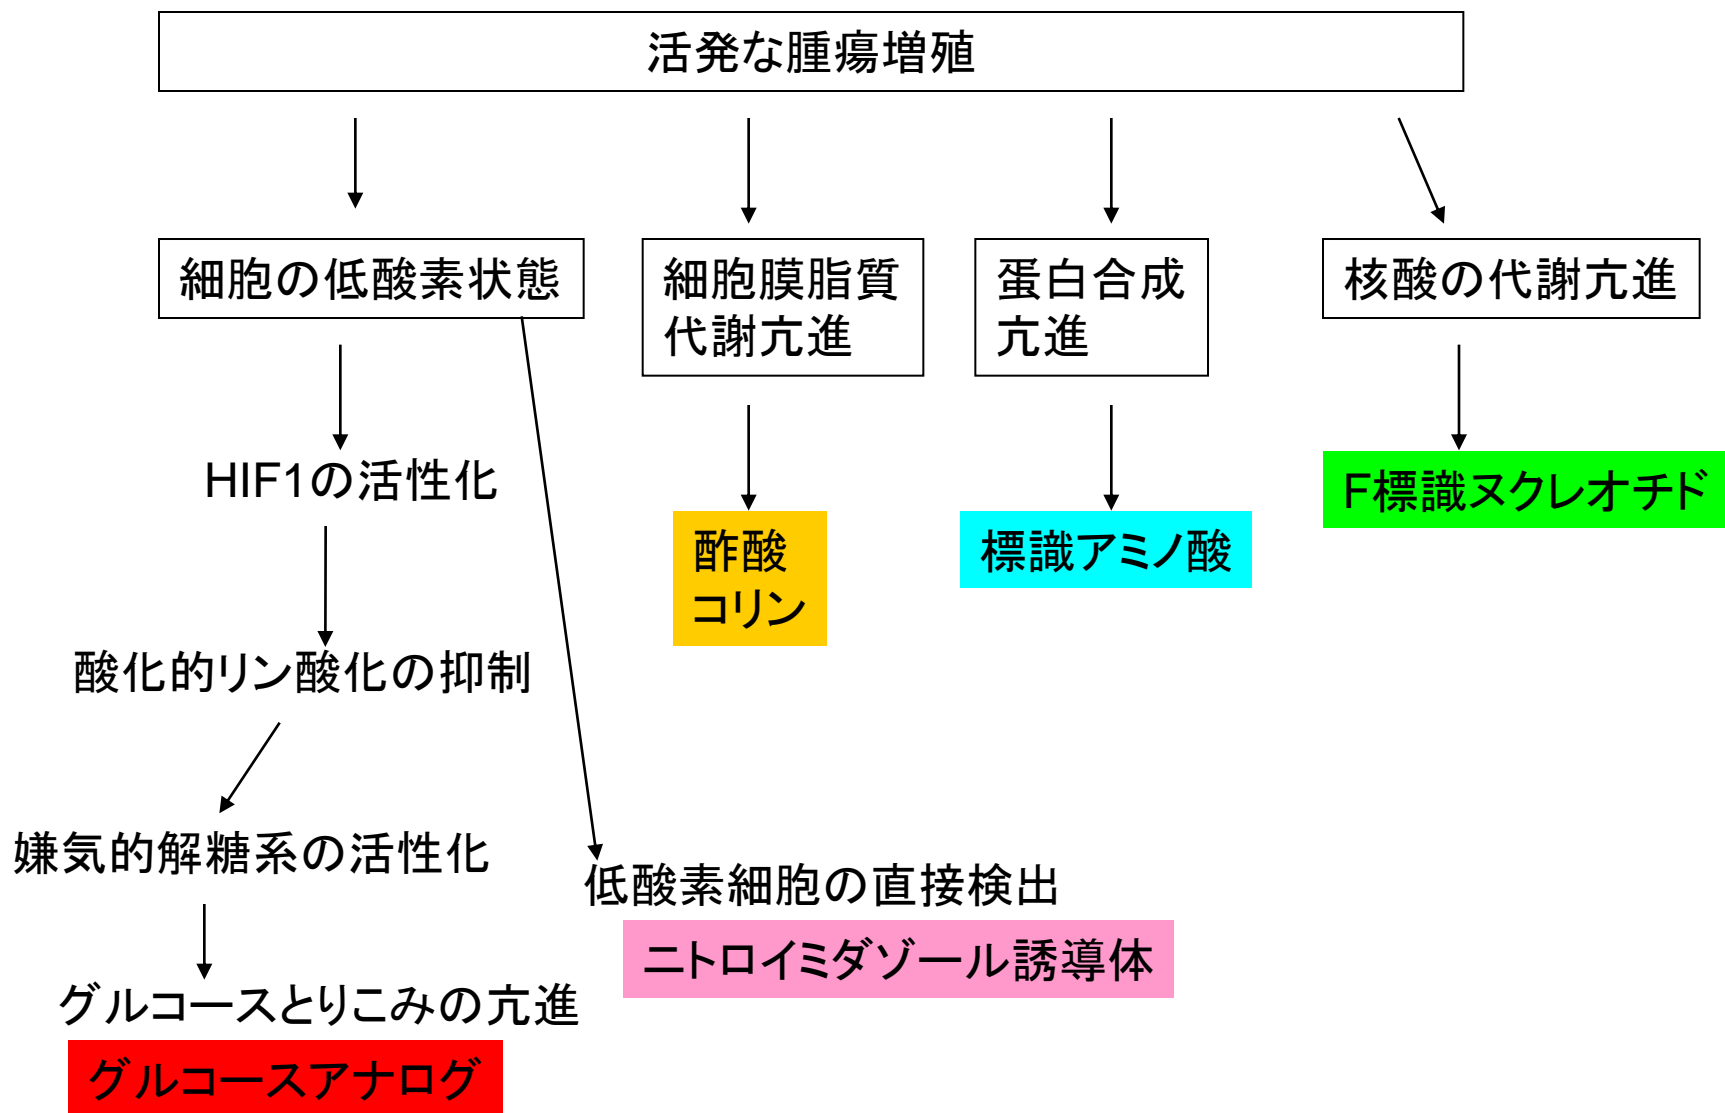 活発な腫瘍増殖
細胞の低酸素状態
細胞膜脂質
代謝亢進
蛋白合成
亢進
核酸の代謝亢進
HIF1の活性化
F標識ヌクレオチド
酢酸
コリン
標識アミノ酸
酸化的リン酸化の抑制
嫌気的解糖系の活性化
低酸素細胞の直接検出
ニトロイミダゾール誘導体
グルコースとりこみの亢進
グルコースアナログ